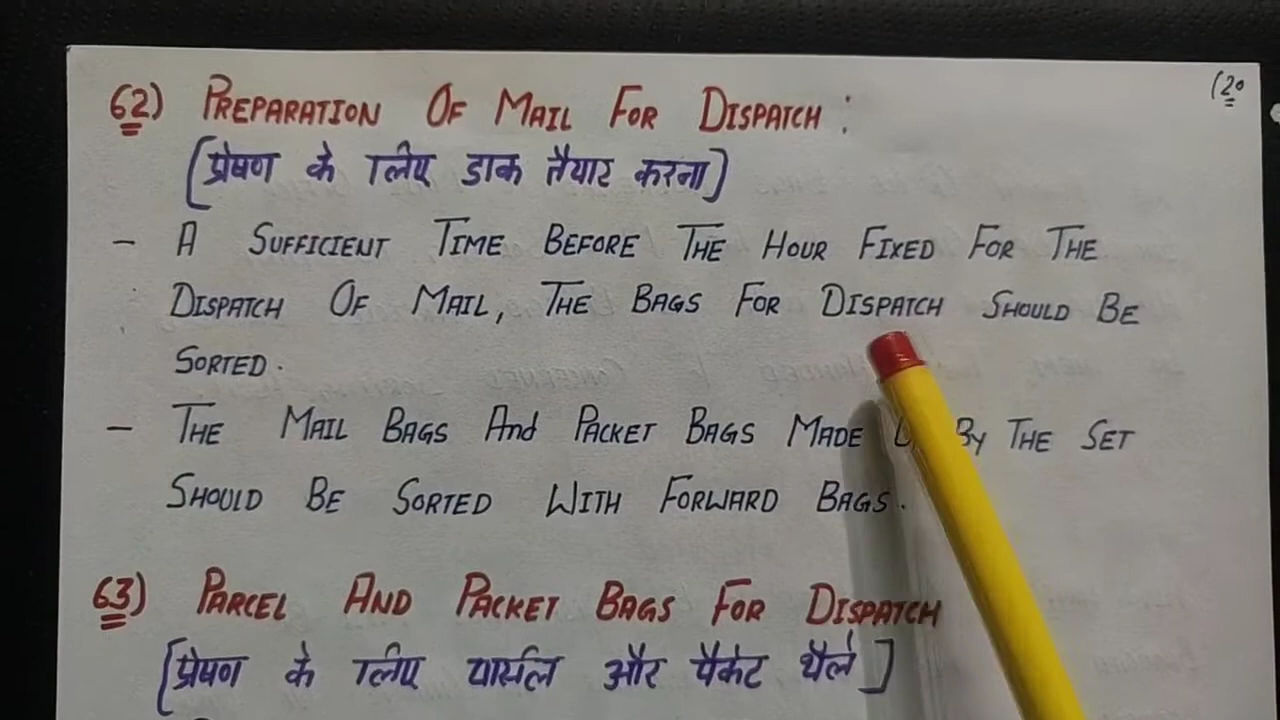 (20
62) PREPARATION OF MAIL FOR DISPATCH :
[प्रेषण के लिए डाक तैयार करना]
- A SUFFICIENT TIME BEFORE THE HOUR FIXED FOR THE
DISPATCH OF MAIL, THE BAGS FOR DISPATCH SHOULD BE
SORTED.
- THE MAIL BAGS And PACKET BAGS MADE BY THE SET
SHOULD BE SORTED WITH FORWARD BAGS.
63) PARCEL AND PACKET BAGS FOR DISPATCH
[प्रेषण के लिए पार्सल और पैकेट थैले]